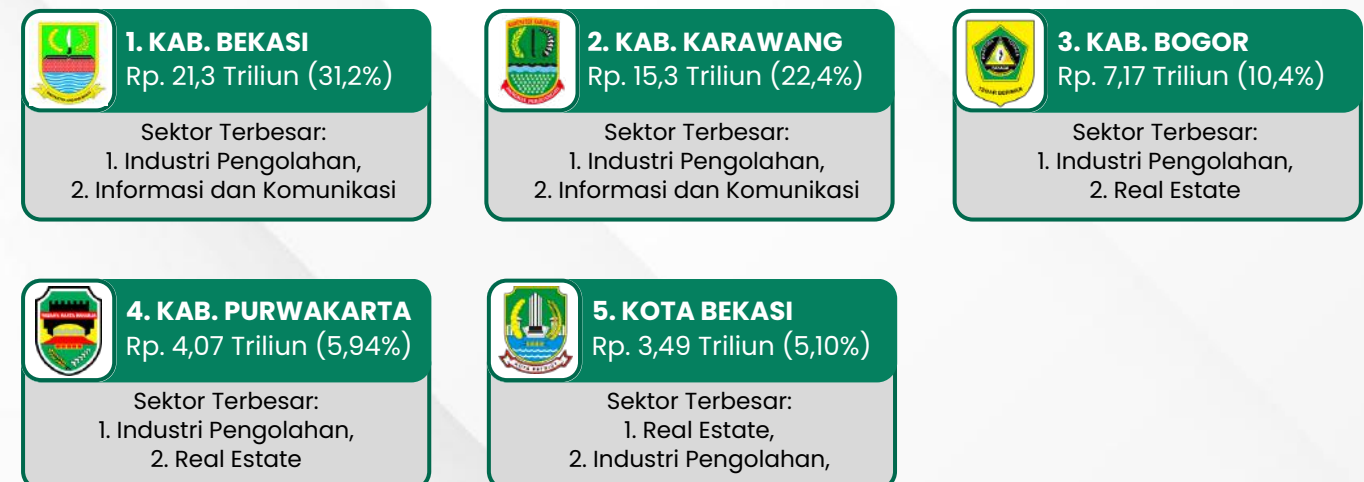 1. KAB. BEKASI
Rp. 21,3 Triliun (31,2%)
Sektor Terbesar:
1. Industri Pengolahan,
2. Informasi dan Komunikasi
2. KAB. KARAWANG
Rp. 15,3 Triliun (22,4%)
Sektor Terbesar:
1. Industri Pengolahan,
2. Informasi dan Komunikasi
3. KAB. BOGOR
Rp. 7,17 Triliun (10,4%)
Sektor Terbesar:
1. Industri Pengolahan,
2. Real Estate
4. KAB. PURWAKARTA
Rp. 4,07 Triliun (5,94%)
Sektor Terbesar:
1. Industri Pengolahan,
2. Real Estate
5. KOTA BEKASI
Rp. 3,49 Triliun (5,10%)
Sektor Terbesar:
1. Real Estate,
2. Industri Pengolahan,